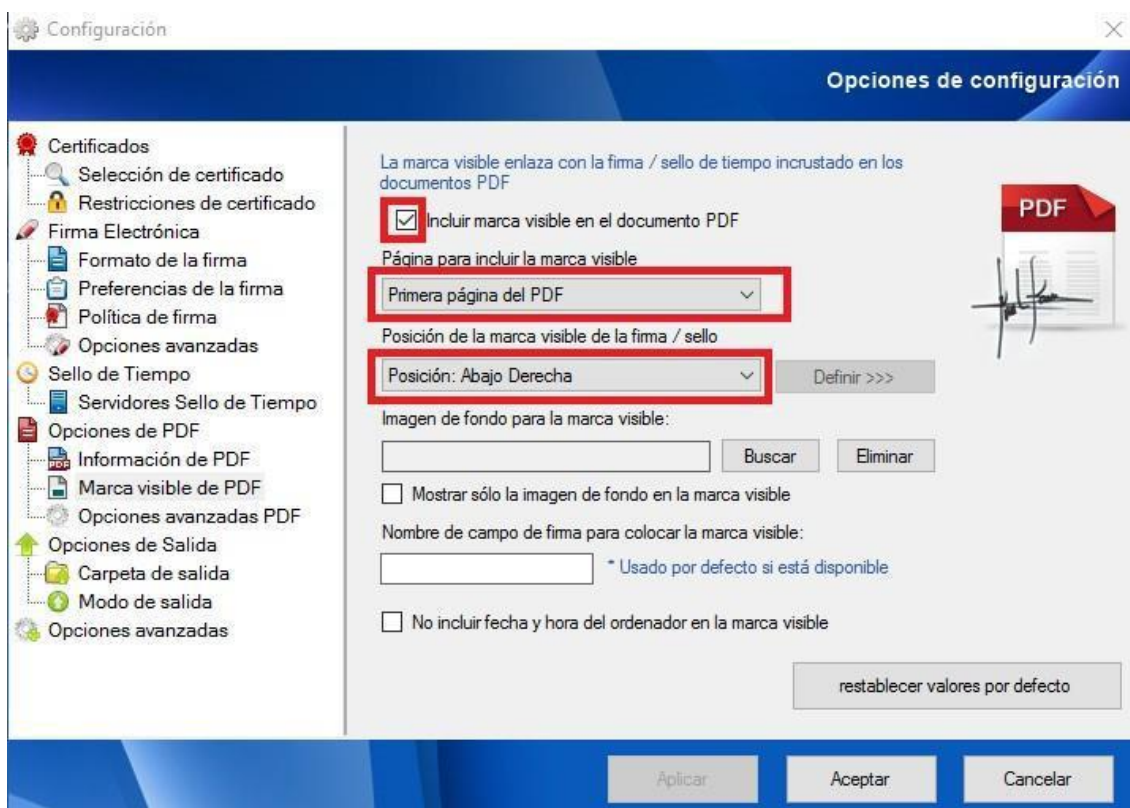 Configuración
Opciones de configuración
Certificados
Selección de certificado
Restricciones de certificado
Firma Electrónica
Formato de la firma
Preferencias de la firma
Política de firma
Opciones avanzadas
Sello de Tiempo
Servidores Sello de Tiempo
Opciones de PDF
Información de PDF
Marca visible de PDF
Opciones avanzadas PDF
Opciones de Salida
Carpeta de salida
Modo de salida
Opciones avanzadas
La marca visible enlaza con la firma / sello de tiempo incrustado en los
documentos PDF
Incluir marca visible en el documento PDF
PDF
Página para incluir la marca visible
Primera página del PDF
Posición de la marca visible de la firma / sello
Posición: Abajo Derecha
Definir >>>
Imagen de fondo para la marca visible:
Buscar
Eliminar
Mostrar sólo la imagen de fondo en la marca visible
Nombre de campo de firma para colocar la marca visible:
* Usado por defecto si está disponible
No incluir fecha y hora del ordenador en la marca visible
restablecer valores por defecto
Aplicar
Aceptar
Cancelar